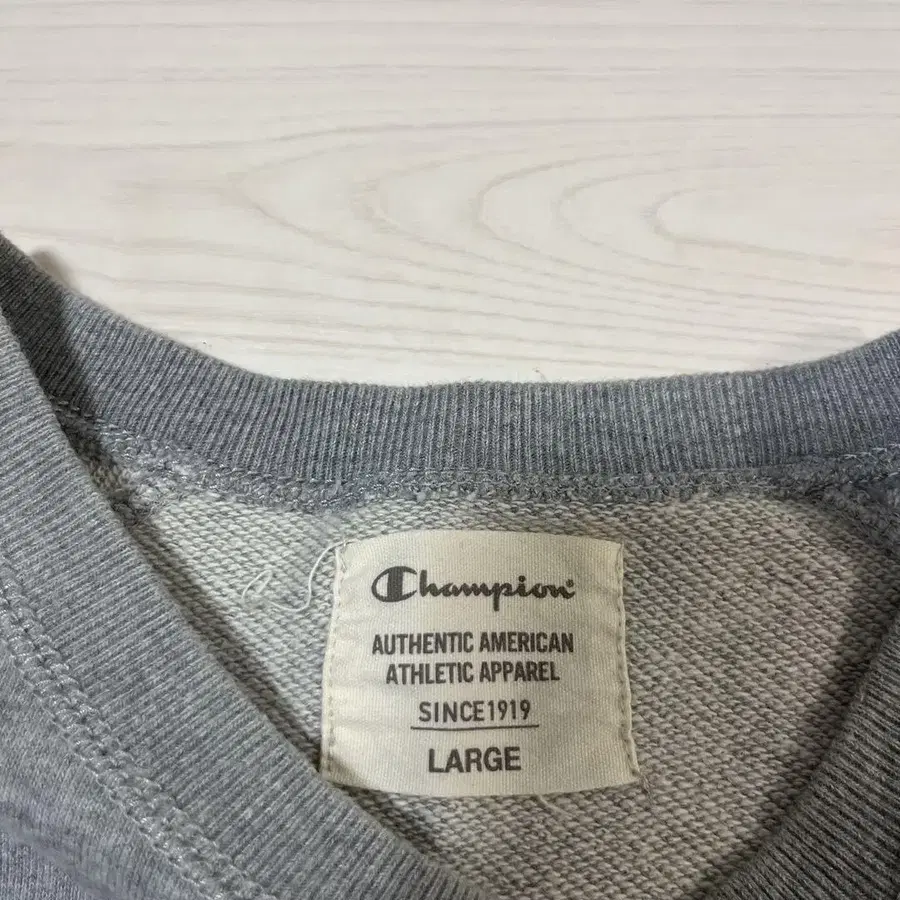 Champion®
AUTHENTIC AMERICAN
ATHLETIC APPAREL
SINCE1919
LARGE